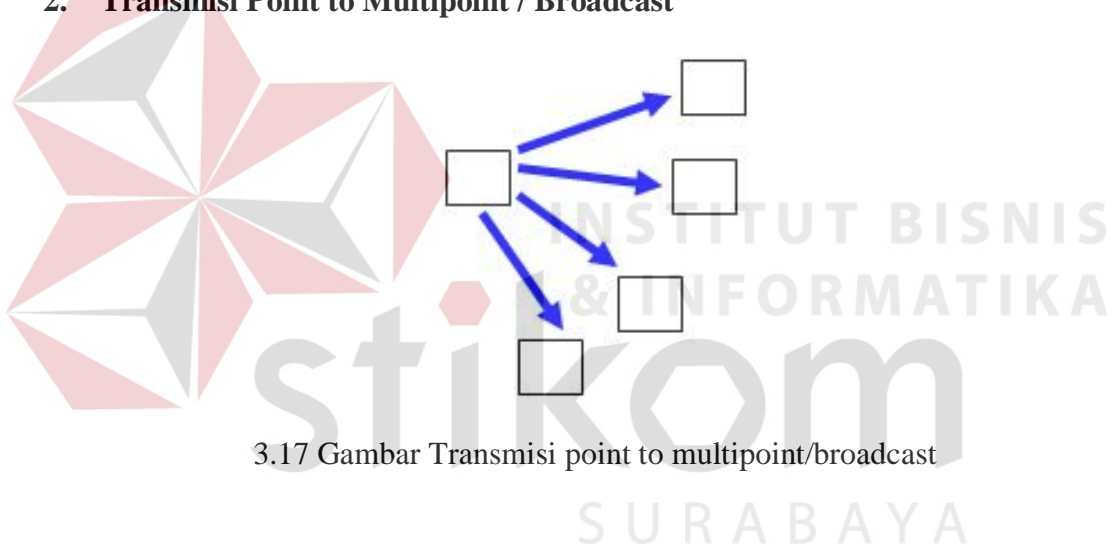 2. Transmisi Point to Multipoint / Broadcast
INSTITUT BISNIS
& INFORMATIKA
stikom
3.17 Gambar Transmisi point to multipoint/broadcast
SURABAYA